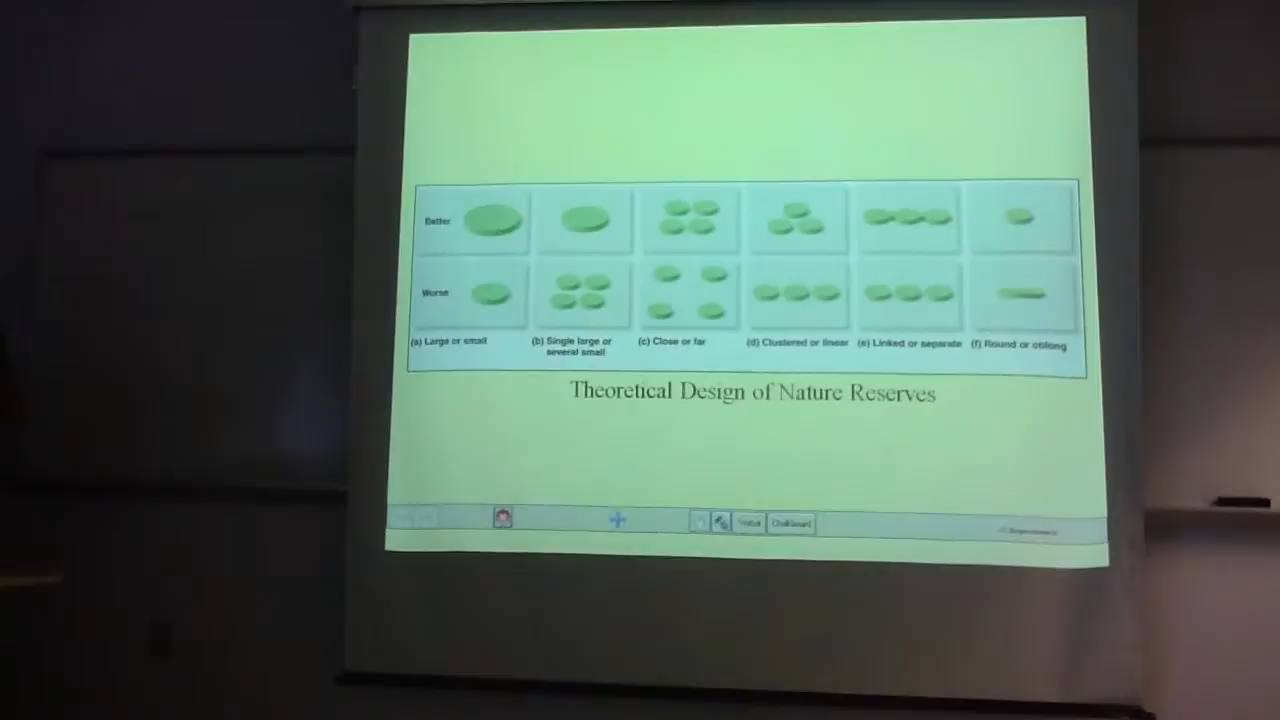 Better
Worse
(a) Large or small
(b) Single large or
several small
(c) Close or far
(d) Clustered or linear
(e) Linked or separate
(f) Round or oblong
Theoretical Design of Nature Reserves
Chalkboard